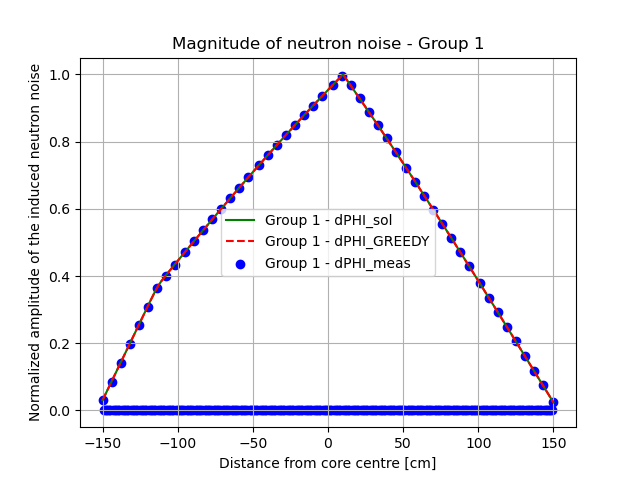 Magnitude of neutron noise - Group 1
Normalized amplitude of the induced neutron noise
1.0
0.8
0.6
0.4
0.2
0.0
Group 1 - dPHI_sol
Group 1 - dPHI_GREEDY
Group 1 - dPHI_meas
−150
−100
−50
0
50
100
150
Distance from core centre [cm]